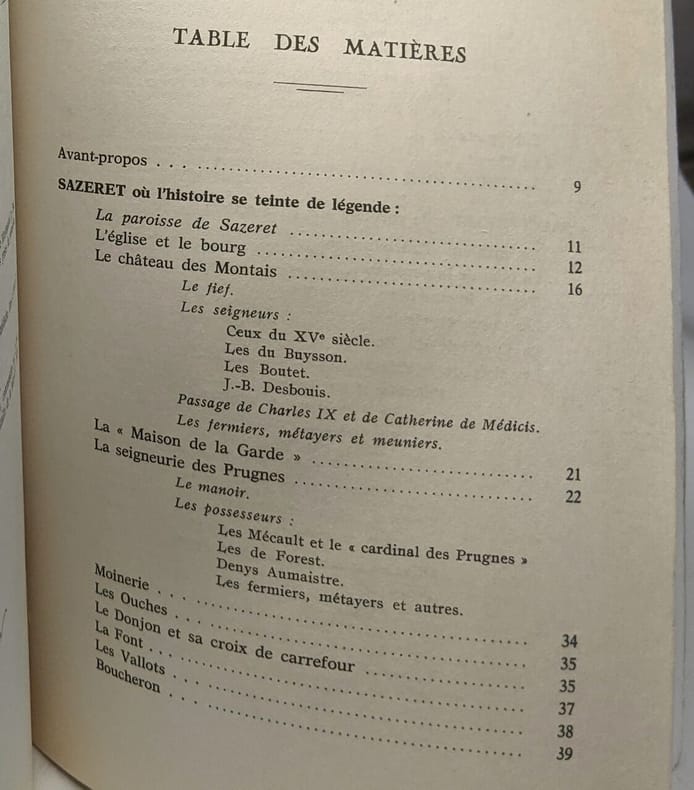 TABLE DES MATIÈRES
Avant-propos ... 9
SAZERET où l'histoire se teinte de légende :
La paroisse de Sazeret ... 11
L'église et le bourg ... 12
Le château des Montais ... 16
Le fief.
Les seigneurs :
Ceux du XVe siècle.
Les du Buysson.
Les Boutet.
J.-B. Desbouis.
Passage de Charles IX et de Catherine de Médicis.
Les fermiers, métayers et meuniers.
La « Maison de la Garde » ... 21
La seigneurie des Prugnes ... 22
Le manoir.
Les possesseurs :
Les Mécault et le « cardinal des Prugnes »
Les de Forest.
Denys Aumaistre.
Les fermiers, métayers et autres.
Moinerie ... 34
Les Ouches ... 35
Le Donjon et sa croix de carrefour ... 35
La Font ... 37
Les Vallots ... 38
Boucheron ... 39